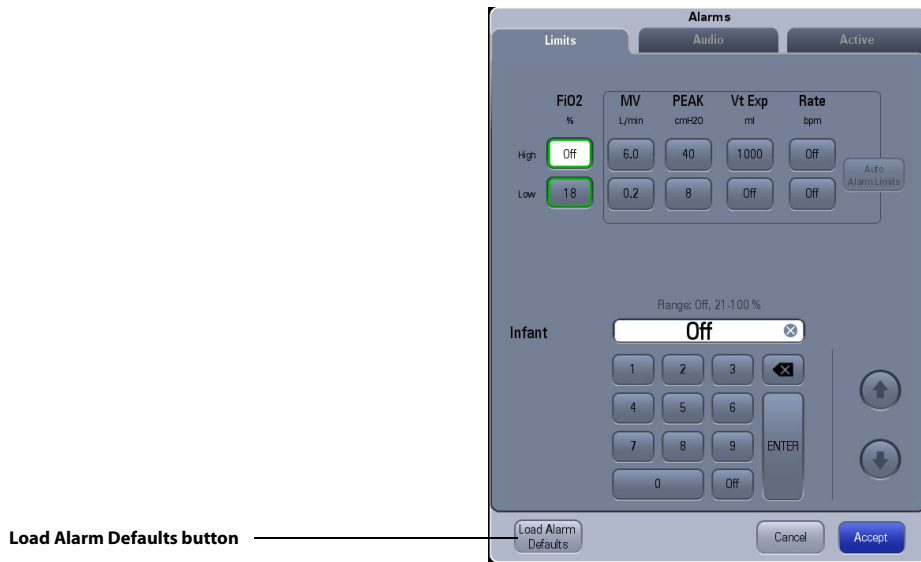 Alarms
Limits Audio Active
FiO2 MV PEAK Vt Exp Rate
% L/min cmH2O ml bpm
High Off 6.0 40 1000 Off
Auto
Alarm Limits
Low 18 0.2 8 Off Off
Range: Off, 21-100 %
Infant Off
1 2 3
4 5 6
7 8 9 ENTER
0 Off
Load Alarm Defaults button
Load Alarm
Defaults
Cancel Accept